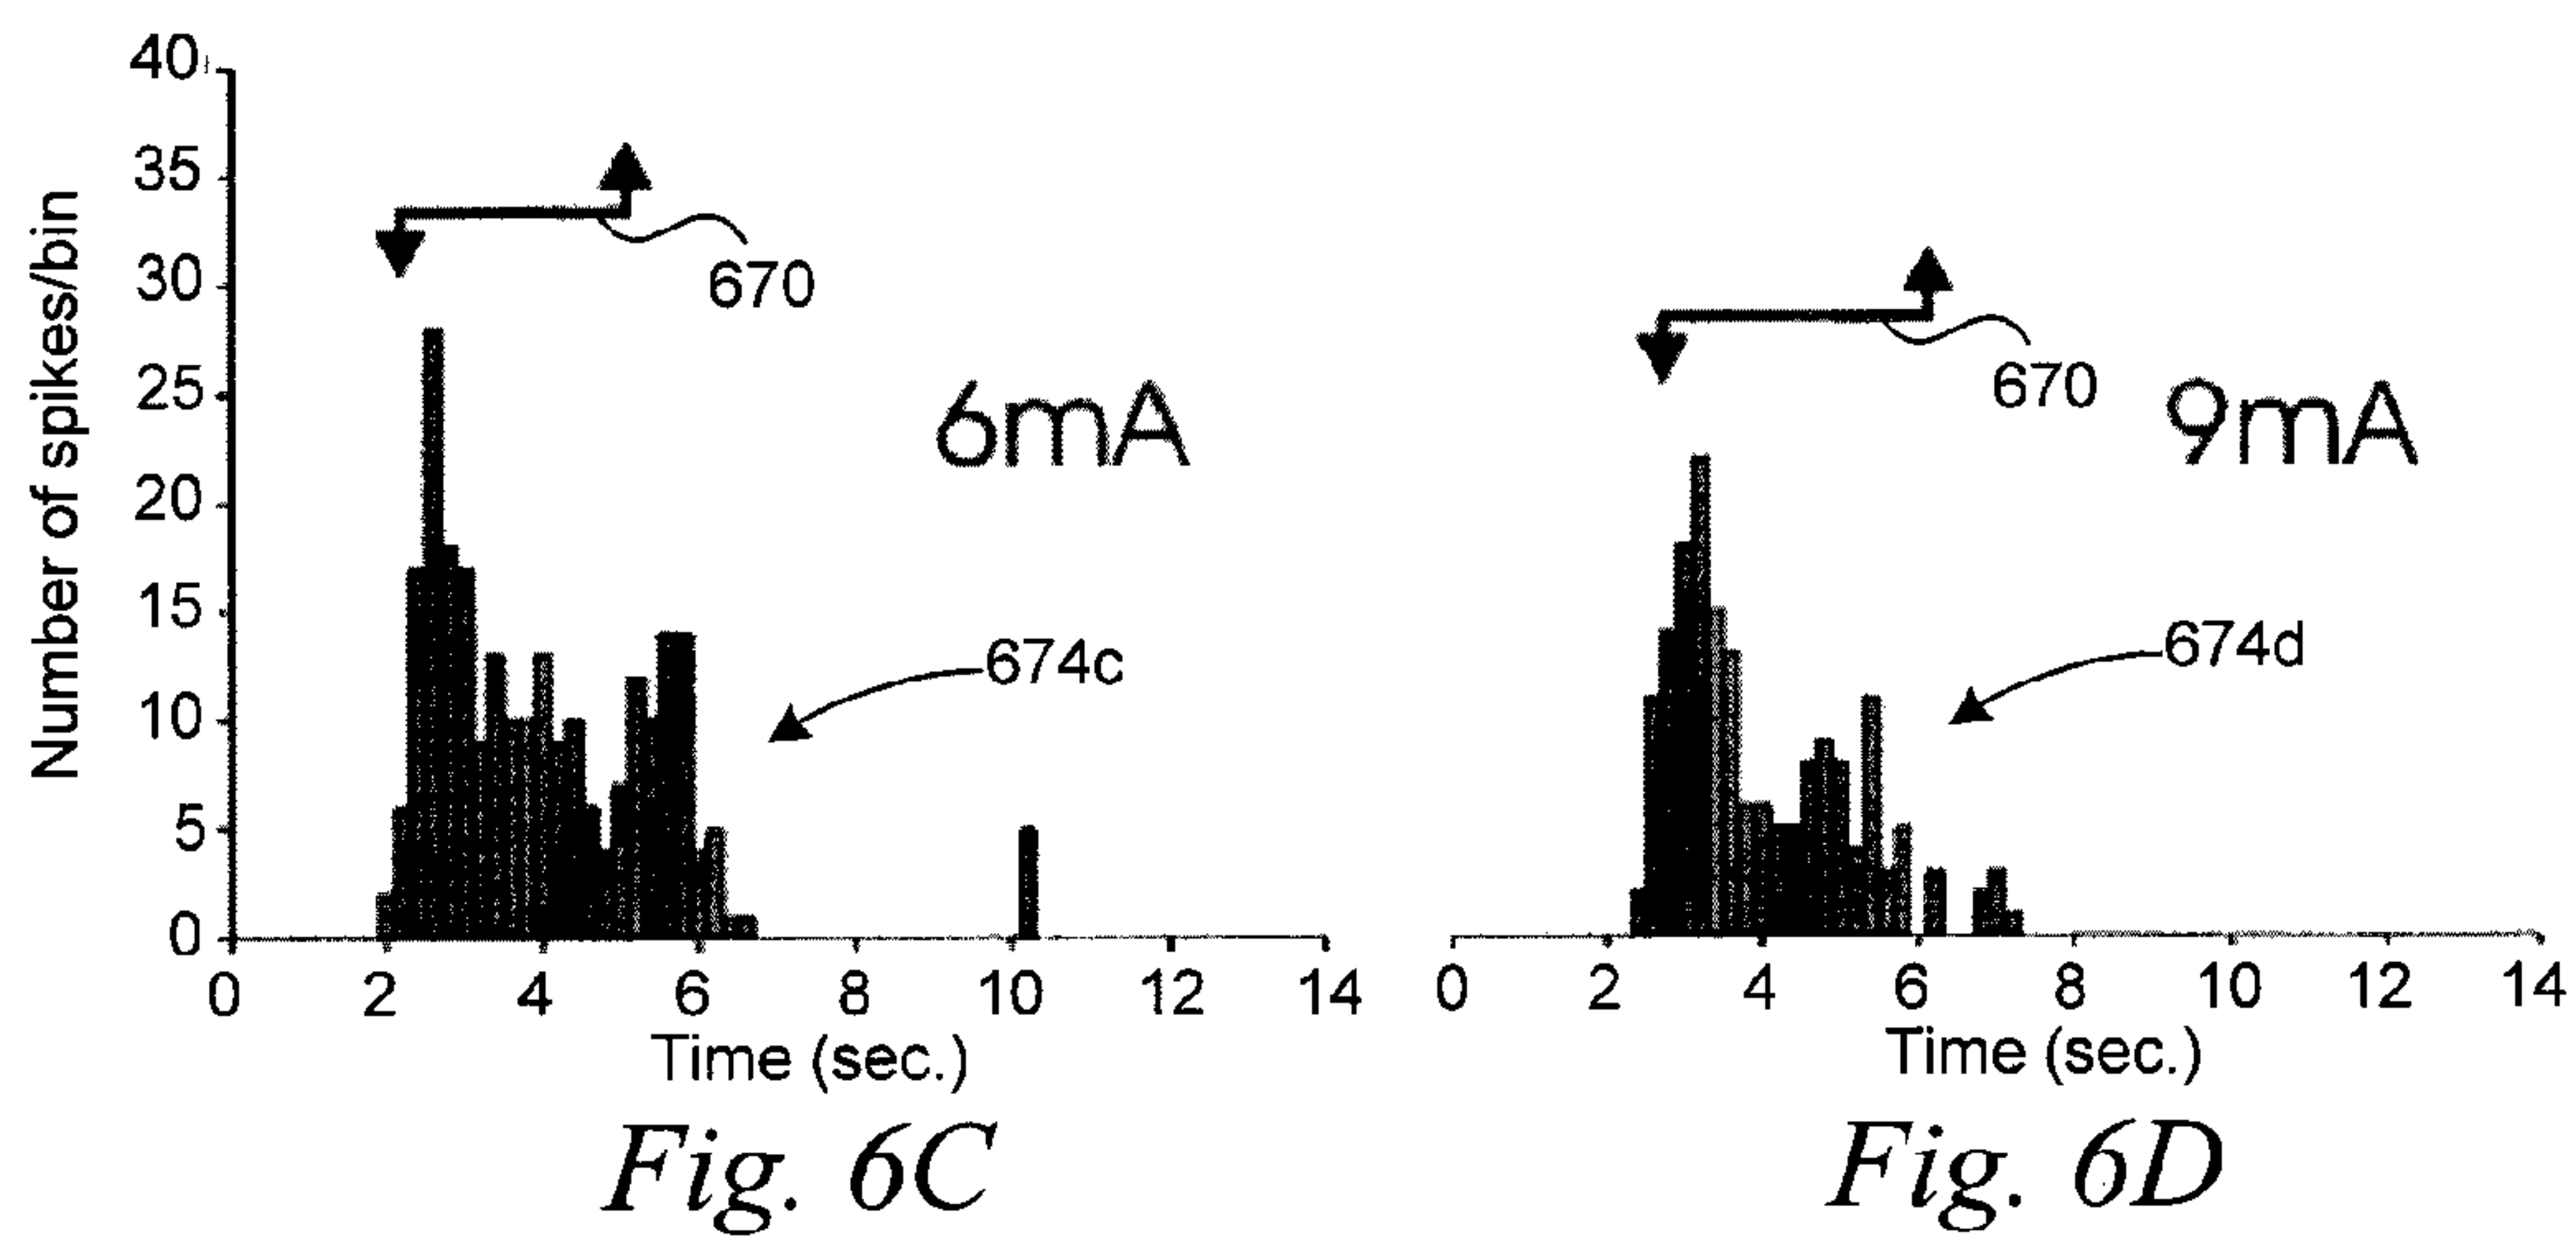 Number of spikes/bin
40
35
30
25
20
15
10
5
0
670
6mA
674c
0 2 4 6 8 10 12 14
Time (sec.)
Fig. 6C
670
9mA
674d
0 2 4 6 8 10 12 14
Time (sec.)
Fig. 6D